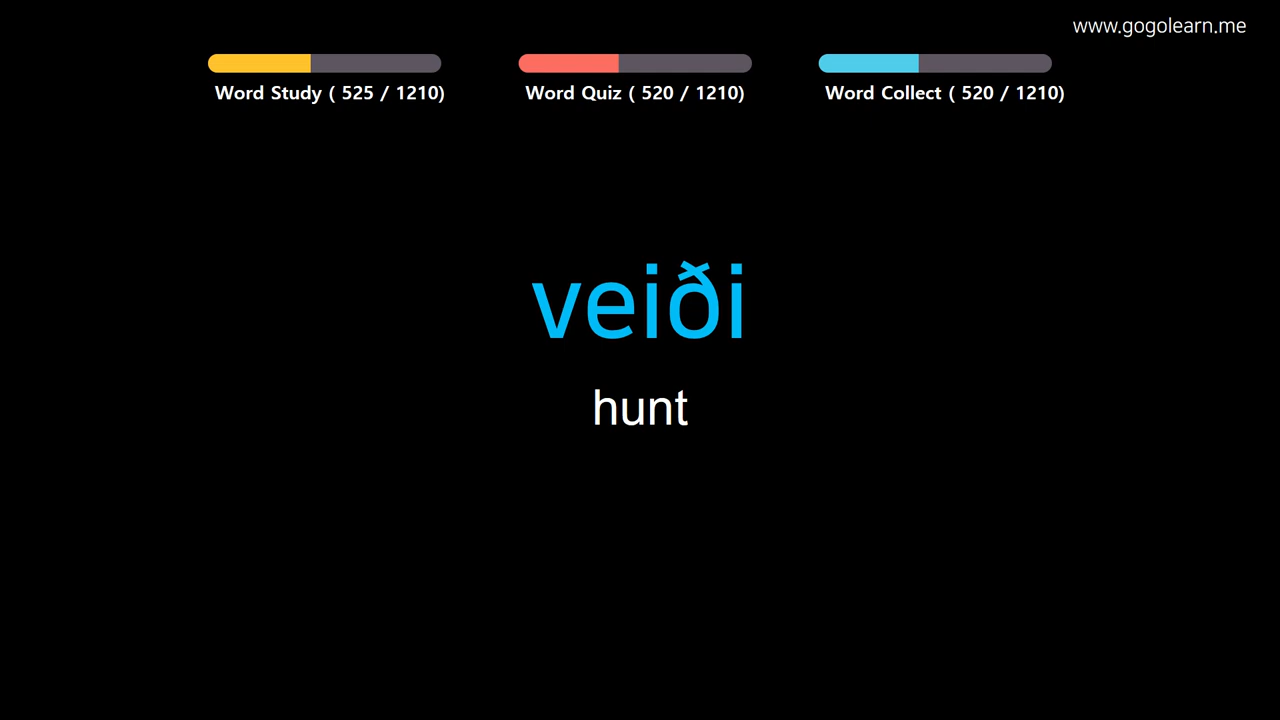 www.gogolearn.me
Word Study ( 525 / 1210)
Word Quiz ( 520 / 1210)
Word Collect ( 520 / 1210)
veiði
hunt